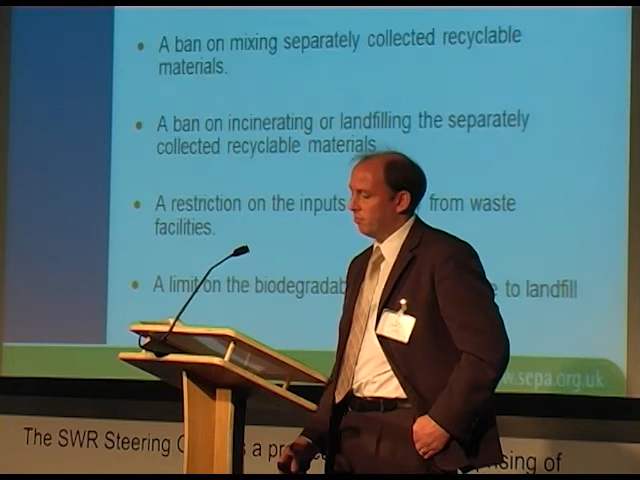 A ban on mixing separately collected recyclable
materials.
A ban on incinerating or landfilling the separately
collected recyclable materials.
A restriction on the inputs from waste
facilities.
A limit on the biodegradab to landfill
w.sepa.org.uk
The SWR Steering s a pr rising of